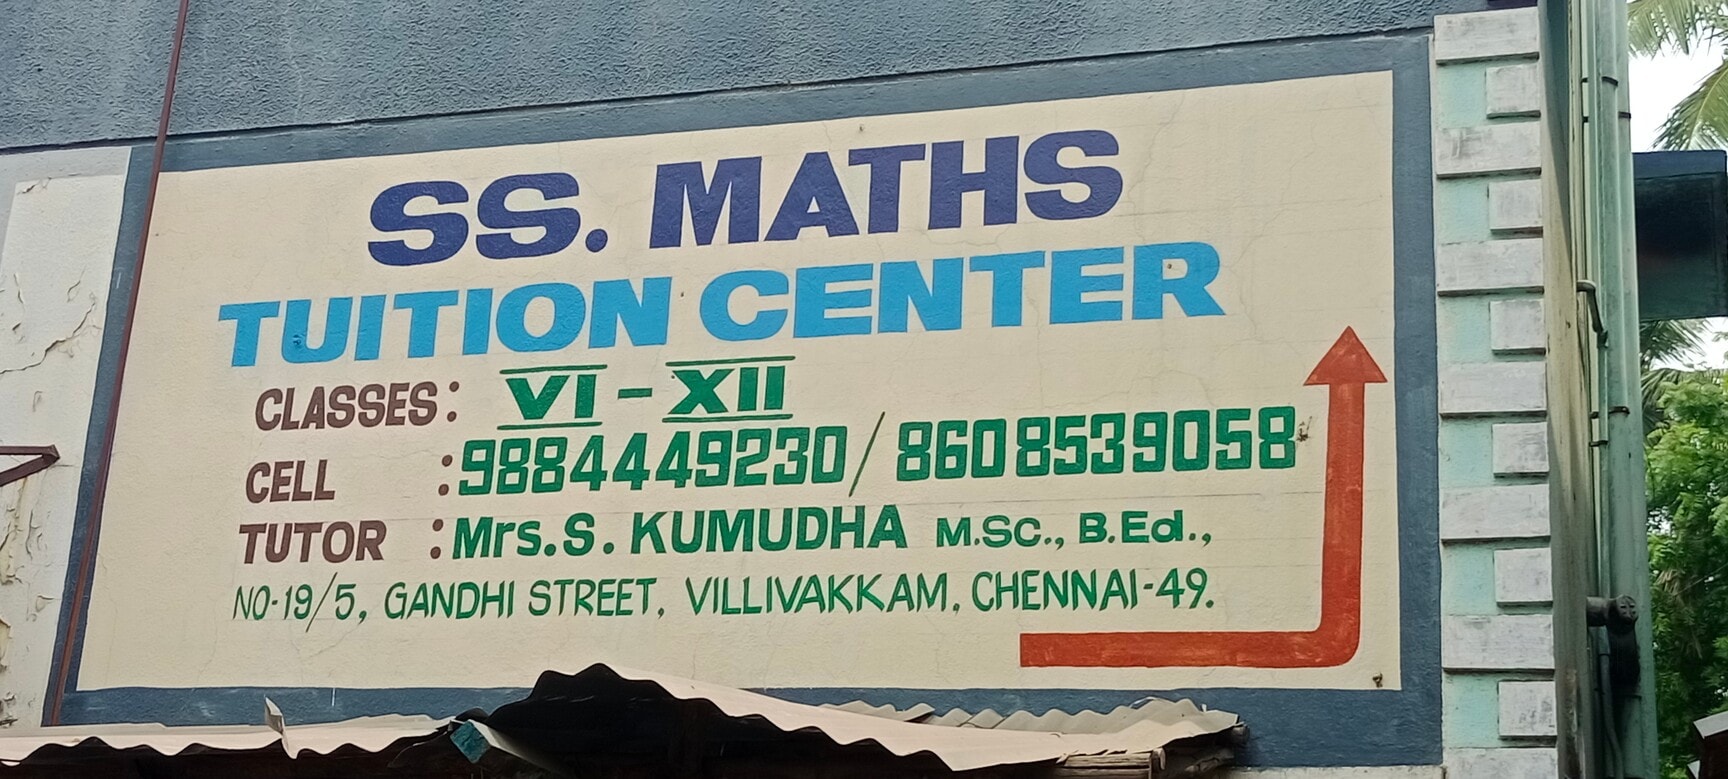 SS. MATHS
TUITION CENTER
CLASSES: VI - XII
CELL :9884449230/8608539058
TUTOR :Mrs.S. KUMUDHA M.SC., B.Ed.,
NO-19/5, GANDHI STREET, VILLIVAKKAM, CHENNAI-49.